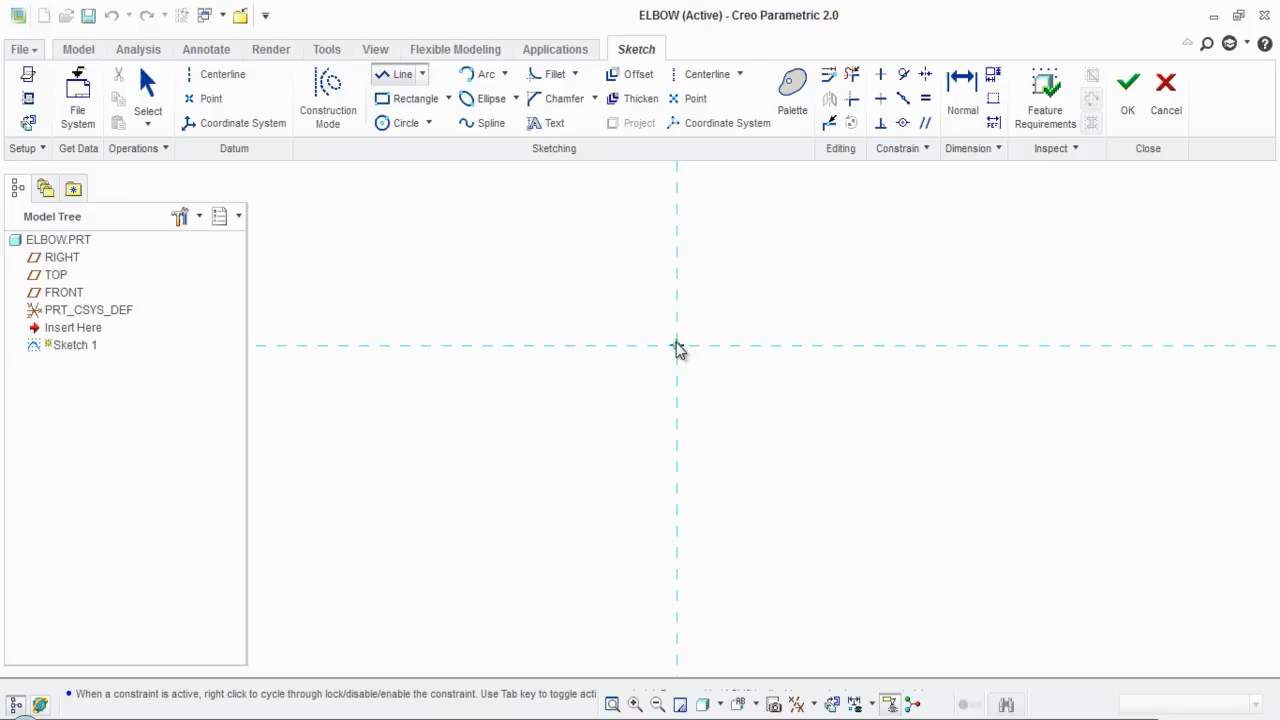 ELBOW (Active) - Creo Parametric 2.0
File Model Analysis Annotate Render Tools View Flexible Modeling Applications Sketch
Centerline Line Arc Fillet Offset Centerline
Point Rectangle Ellipse Chamfer Thicken Point
Coordinate System Circle Spline Text Project Coordinate System
File System
Select
Construction Mode
Palette
Normal
Feature Requirements
OK
Cancel
Setup Get Data Operations Datum Sketching Editing Constrain Dimension Inspect Close
Model Tree
ELBOW.PRT
RIGHT
TOP
FRONT
PRT_CSYS_DEF
Insert Here
Sketch 1
When a constraint is active, right click to cycle through lock/disable/enable the constraint. Use Tab key to toggle acti